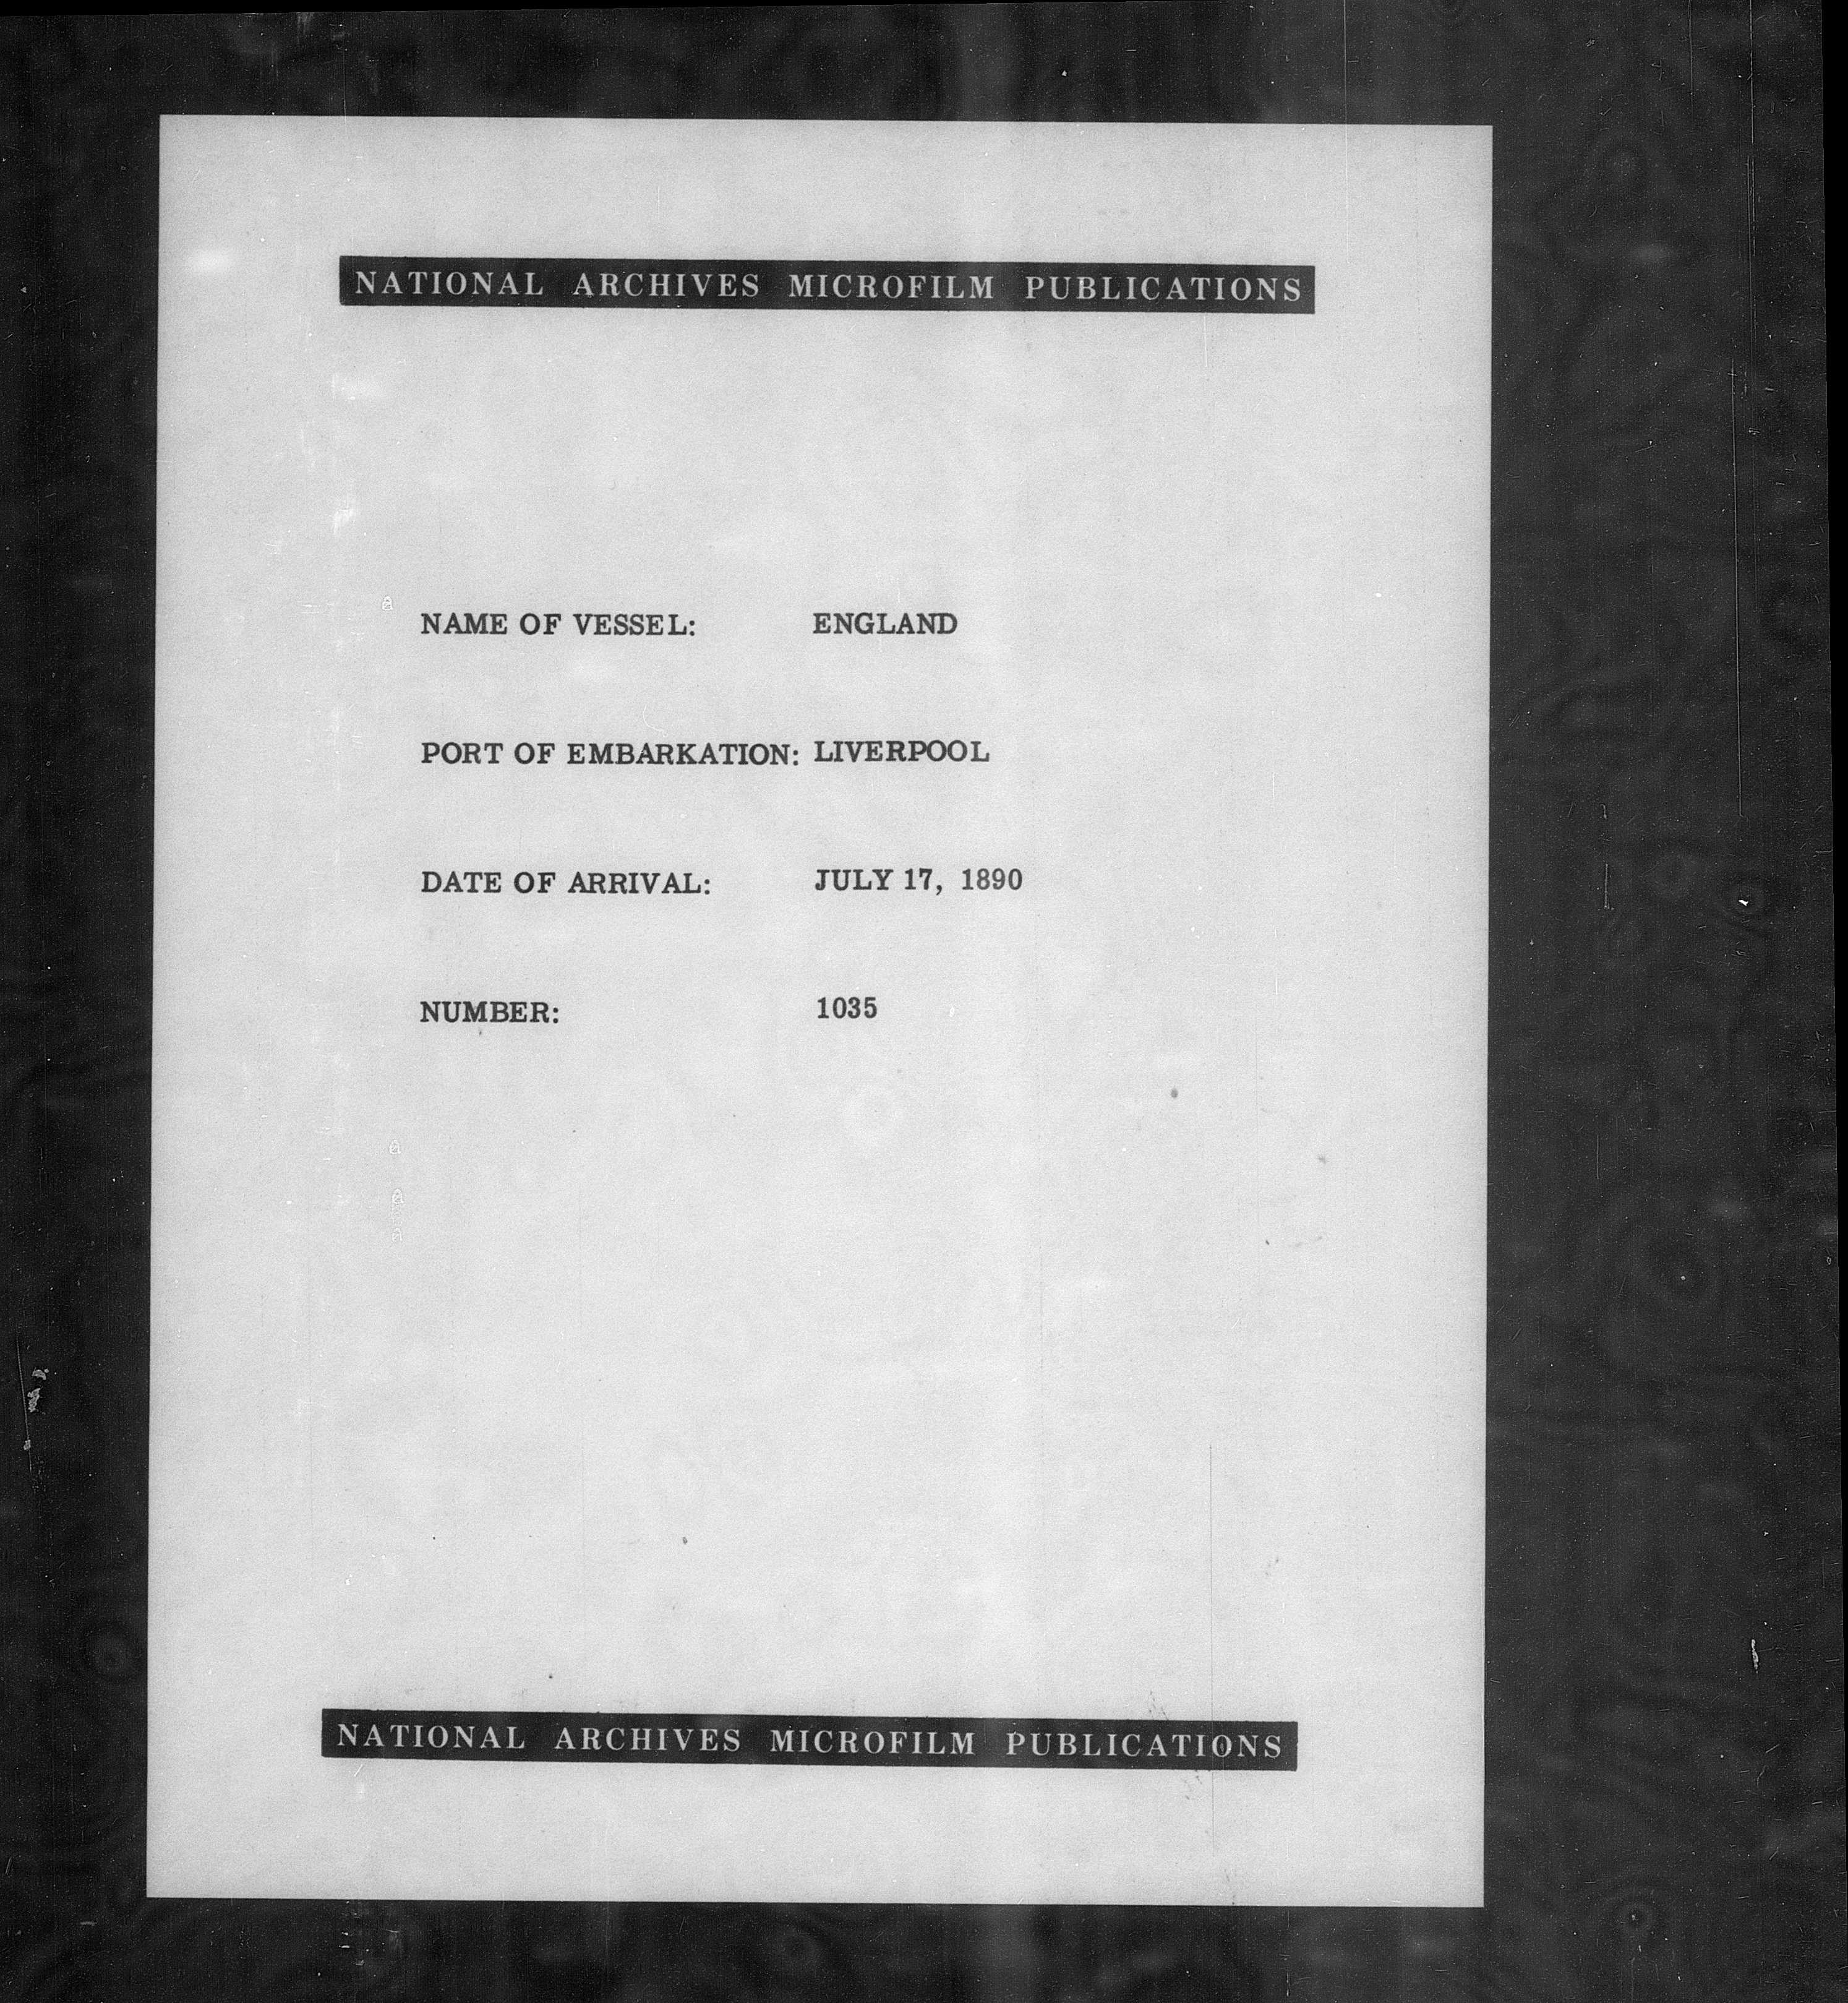 NATIONAL ARCHIVES MICROFILM PUBLICATIONS
NAME OF VESSEL: ENGLAND
PORT OF EMBARKATION: LIVERPOOL
DATE OF ARRIVAL: JULY 17, 1890
NUMBER: 1035
NATIONAL ARCHIVES MICROFILM PUBLICATIONS